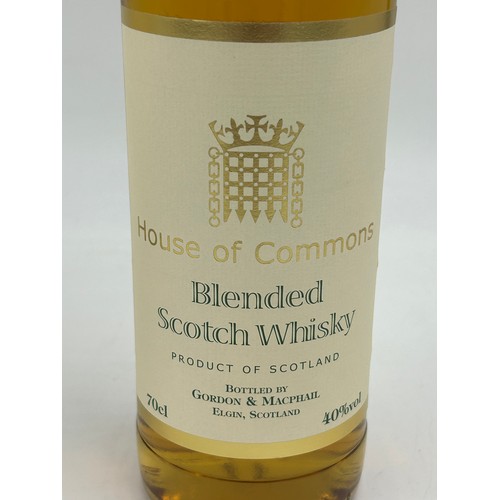 House of Commons
Blended
Scotch Whisky
PRODUCT OF SCOTLAND
BOTTLED BY
GORDON & MACPHAIL
ELGIN, SCOTLAND
70cl
40%vol